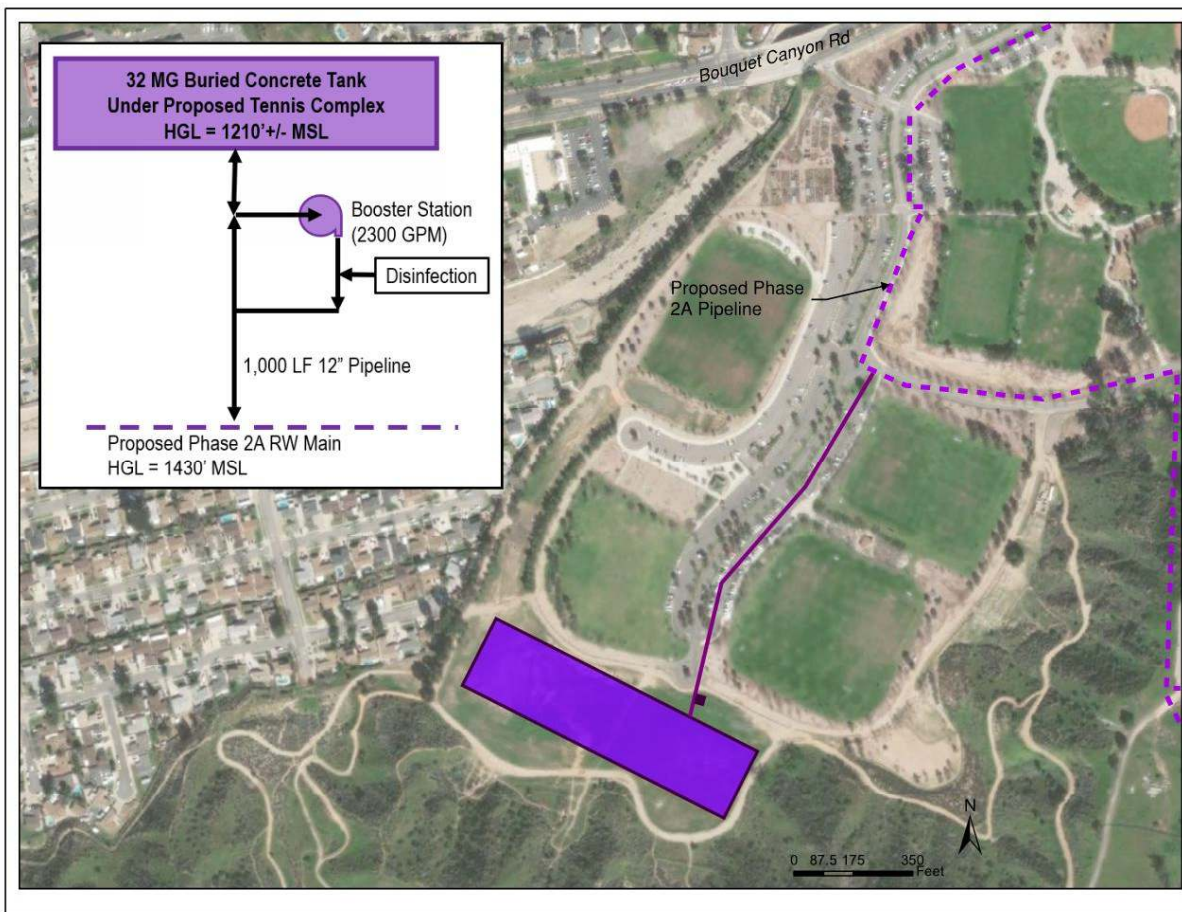 32 MG Buried Concrete Tank
Under Proposed Tennis Complex
HGL = 1210'+/- MSL
Booster Station
(2300 GPM)
Disinfection
1,000 LF 12” Pipeline
Proposed Phase 2A RW Main
HGL = 1430' MSL
Bouquet Canyon Rd
Proposed Phase
2A Pipeline
N
0 87.5 175 350
Feet